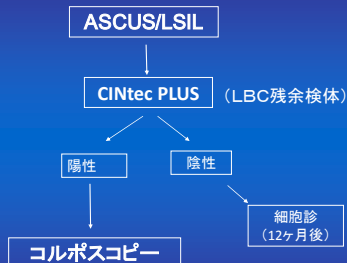 ASCUS/LSIL
CINtec PLUS （LBC残余検体）
陽性 陰性
細胞診
（12ヶ月後）
コルポスコピー